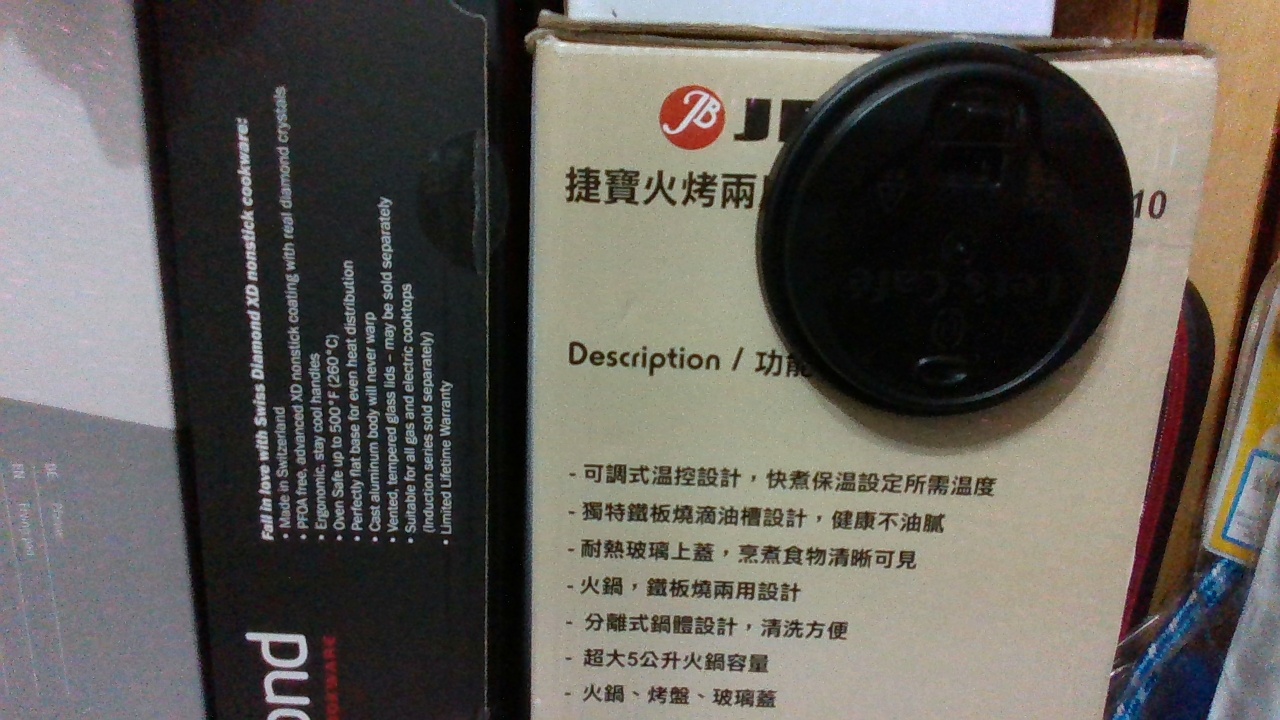 Fall in love with Swiss Diamond XD nonstick cookware!
• Made in Switzerland
• PFOA free, advanced XD nonstick coating with real diamond crystals
• Ergonomic, stay cool handles
• Oven Safe up to 500°F (260°C)
• Perfectly flat base for even heat distribution
• Cast aluminum body will never warp
• Vented, tempered glass lids – may be sold separately
• Suitable for all gas and electric cooktops
(Induction series sold separately)
• Limited Lifetime Warranty
ond
JB
捷寶火烤兩
10
Description / 功能
- 可調式溫控設計，快煮保溫設定所需溫度
- 獨特鐵板燒滴油槽設計，健康不油膩
- 耐熱玻璃上蓋，烹煮食物清晰可見
- 火鍋，鐵板燒兩用設計
- 分離式鍋體設計，清洗方便
- 超大5公升火鍋容量
- 火鍋、烤盤、玻璃蓋